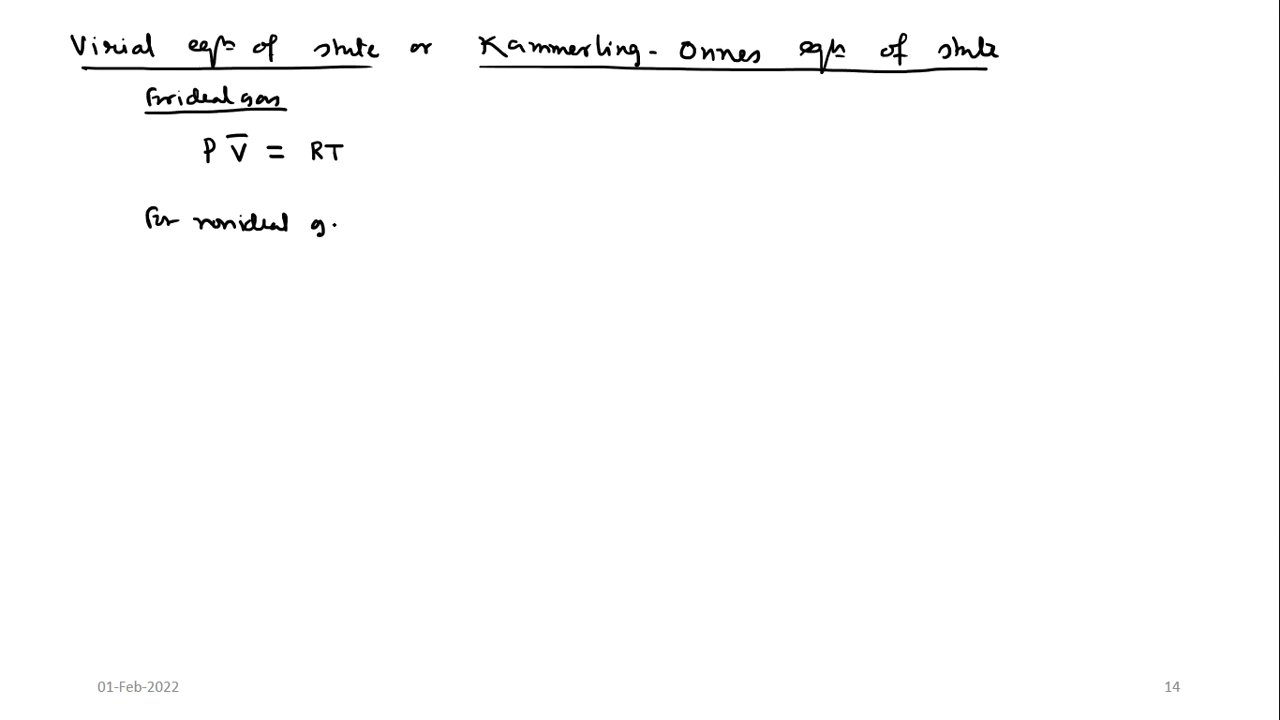 Virial eqn of state or Kammerling - Onnes eqn of state
For ideal gas
P V̅ = RT
For nonideal g.
01-Feb-2022
14